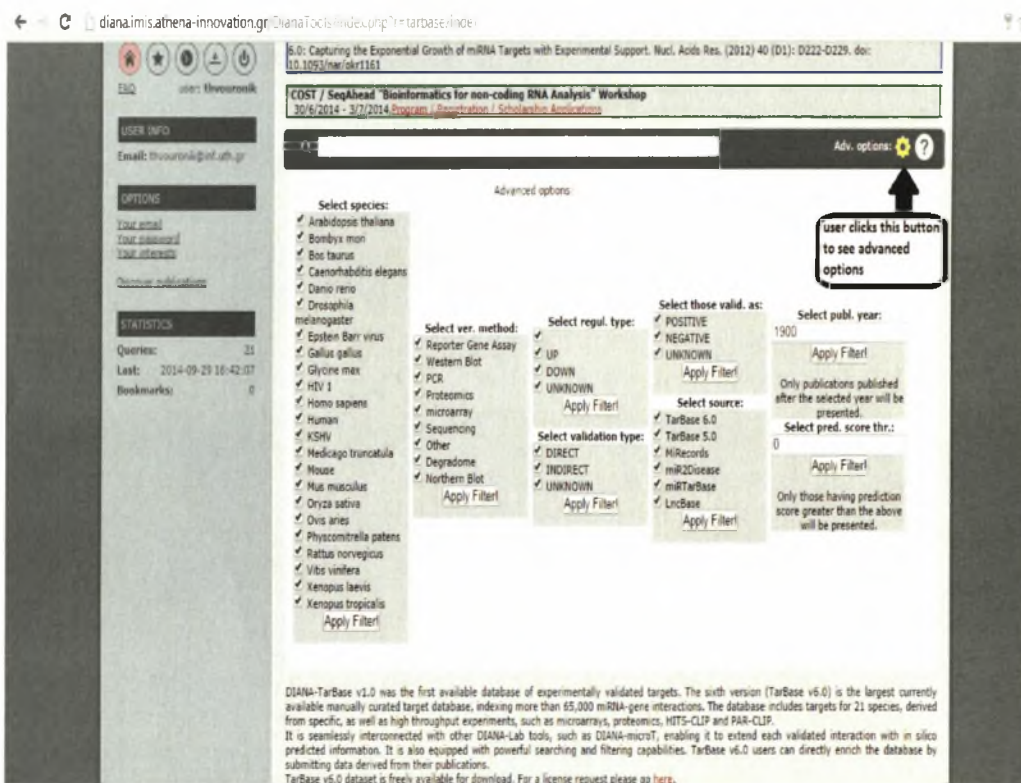 diana.imis.athena-innovation.gr/DianaTools/index.php?r=tarbase/index
6.0: Capturing the Exponential Growth of miRNA Targets with Experimental Support. Nucl. Acids Res. (2012) 40 (D1): D222-D229. doi:
10.1093/nar/gkr1161
COST / SeqAhead "Bioinformatics for non-coding RNA Analysis" Workshop
30/6/2014 - 3/7/2014 Program / Registration / Scholarship Applications
FAQ user: thvouronik
USER INFO
Email: thvouronik@inf.uth.gr
OPTIONS
Your email
Your password
Your interests
Discover publications
STATISTICS
Queries: 21
Last: 2014-09-29 16:42:07
Bookmarks: 0
Adv. options: ?
user clicks this button
to see advanced
options
Advanced options
Select species:
Arabidopsis thaliana
Bombyx mori
Bos taurus
Caenorhabditis elegans
Danio rerio
Drosophila
melanogaster
Epstein Barr virus
Gallus gallus
Glycine max
HIV 1
Homo sapiens
Human
KSHV
Medicago truncatula
Mouse
Mus musculus
Oryza sativa
Ovis aries
Physcomitrella patens
Rattus norvegicus
Vitis vinifera
Xenopus laevis
Xenopus tropicalis
Apply Filter!
Select ver. method:
Reporter Gene Assay
Western Blot
PCR
Proteomics
microarray
Sequencing
Other
Degradome
Northern Blot
Apply Filter!
Select regul. type:
UP
DOWN
UNKNOWN
Apply Filter!
Select validation type:
DIRECT
INDIRECT
UNKNOWN
Apply Filter!
Select those valid. as:
POSITIVE
NEGATIVE
UNKNOWN
Apply Filter!
Select source:
TarBase 6.0
TarBase 5.0
MiRecords
miR2Disease
miRTarBase
LncBase
Apply Filter!
Select publ. year:
1900
Apply Filter!
Only publications published
after the selected year will be
presented.
Select pred. score thr.:
0
Apply Filter!
Only those having prediction
score greater than the above
will be presented.
DIANA-TarBase v1.0 was the first available database of experimentally validated targets. The sixth version (TarBase v6.0) is the largest currently
available manually curated target database, indexing more than 65,000 miRNA-gene interactions. The database includes targets for 21 species, derived
from specific, as well as high throughput experiments, such as microarrays, proteomics, HITS-CLIP and PAR-CLIP.
It is seamlessly interconnected with other DIANA-Lab tools, such as DIANA-microT, enabling it to extend each validated interaction with in silico
predicted information. It is also equipped with powerful searching and filtering capabilities. TarBase v6.0 users can directly enrich the database by
submitting data derived from their publications.
TarBase v6.0 dataset is freely available for download. For a license request please go here.